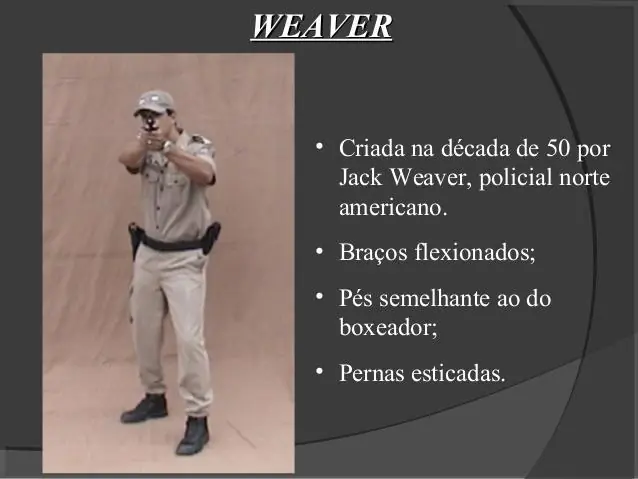 WEAVER
• Criada na década de 50 por
Jack Weaver, policial norte
americano.
• Braços flexionados;
• Pés semelhante ao do
boxeador;
• Pernas esticadas.